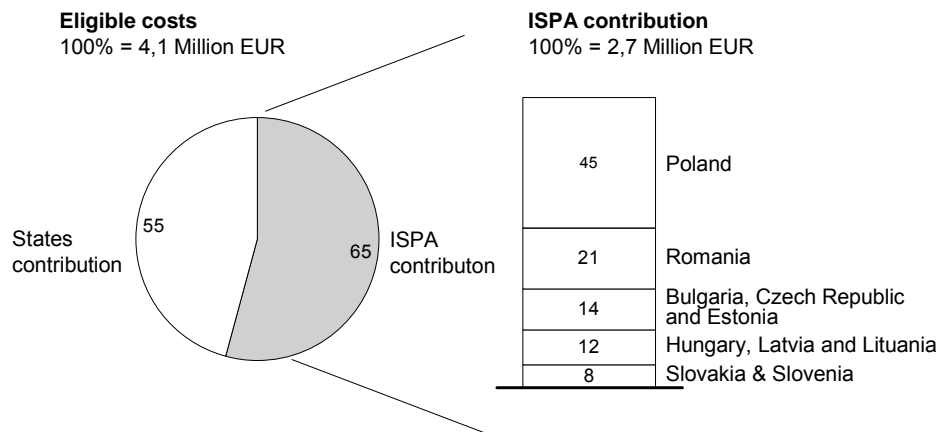 Eligible costs
100% = 4,1 Million EUR
ISPA contribution
100% = 2,7 Million EUR
States
contribution
55
65
ISPA
contributon
45
Poland
21
Romania
14
Bulgaria, Czech Republic
and Estonia
12
Hungary, Latvia and Lituania
8
Slovakia & Slovenia